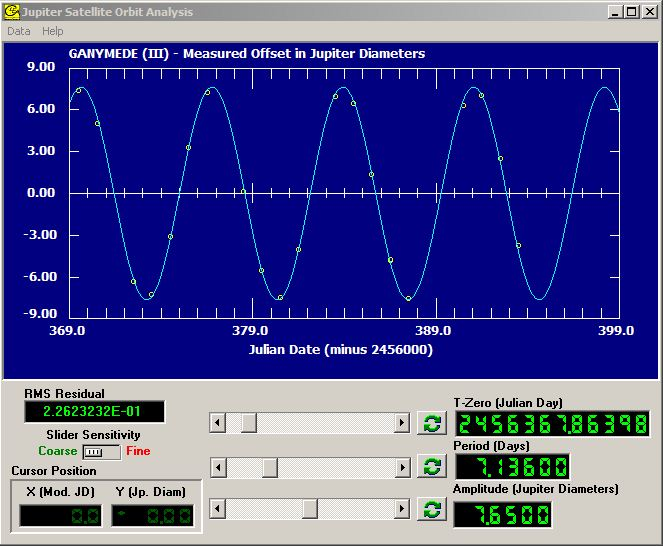 Jupiter Satellite Orbit Analysis
Data Help
GANYMEDE (III) - Measured Offset in Jupiter Diameters
9.00
6.00
3.00
0.00
-3.00
-6.00
-9.00
369.0 379.0 389.0 399.0
Julian Date (minus 2456000)
RMS Residual
2.2623232E-01
Slider Sensitivity
Coarse Fine
Cursor Position
X (Mod. JD) Y (Jp. Diam)
0.0 + 0.00
T-Zero (Julian Day)
2456367.86398
Period (Days)
7.13600
Amplitude (Jupiter Diameters)
7.6500